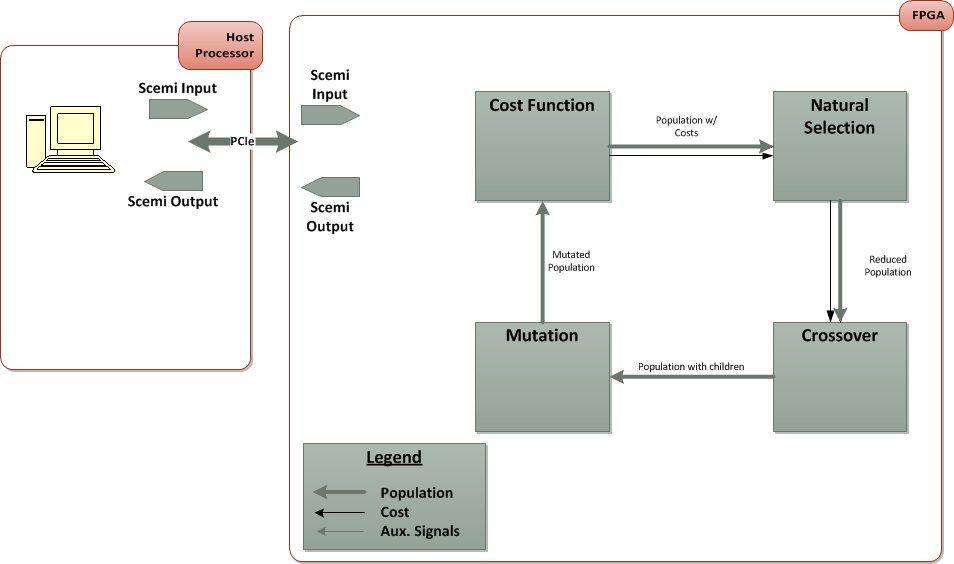 Host
Processor
Scemi Input
PCIe
Scemi Output
FPGA
Scemi
Input
Scemi
Output
Cost Function
Population w/
Costs
Natural
Selection
Mutated
Population
Reduced
Population
Mutation
Population with children
Crossover
Legend
Population
Cost
Aux. Signals